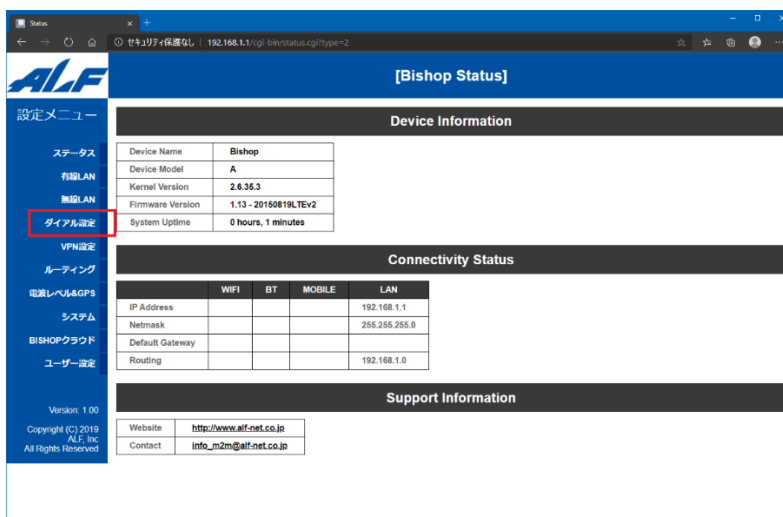 Status
セキュリティ保護なし | 192.168.1.1/cgi-bin/status.cgi?type=2
ALF
[Bishop Status]
設定メニュー
ステータス
有線LAN
無線LAN
ダイアル設定
VPN設定
ルーティング
電波レベル&GPS
システム
BISHOPクラウド
ユーザー設定
Version: 1.00
Copyright (C) 2019
ALF, Inc
All Rights Reserved
Device Information
Device Name Bishop
Device Model A
Kernel Version 2.6.35.3
Firmware Version 1.13 - 20150819LTEv2
System Uptime 0 hours, 1 minutes
Connectivity Status
WIFI BT MOBILE LAN
IP Address 192.168.1.1
Netmask 255.255.255.0
Default Gateway
Routing 192.168.1.0
Support Information
Website http://www.alf-net.co.jp
Contact info_m2m@alf-net.co.jp